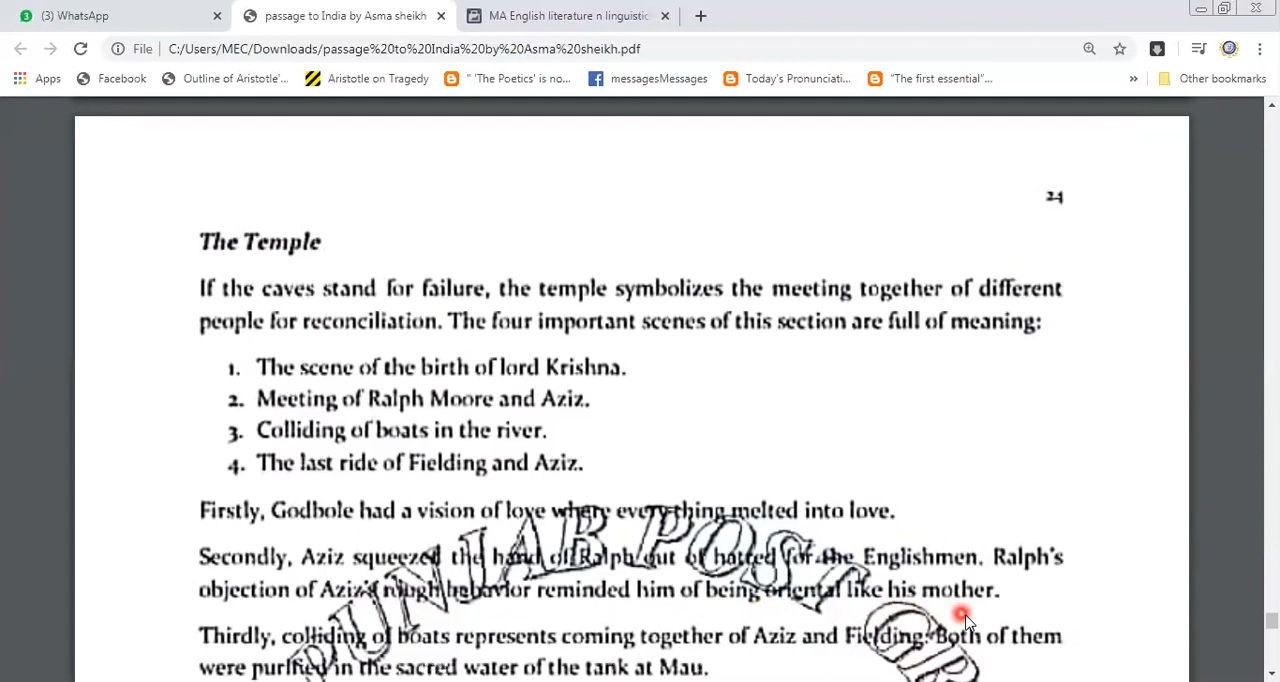 (3) WhatsApp
passage to India by Asma sheikh
MA English literature n linguistic
File C:/Users/MEC/Downloads/passage%20to%20India%20by%20Asma%20sheikh.pdf
Apps Facebook Outline of Aristotle'... Aristotle on Tragedy "'The Poetics' is no... messagesMessages Today's Pronunciati... "The first essential"... » Other bookmarks
24
The Temple
If the caves stand for failure, the temple symbolizes the meeting together of different
people for reconciliation. The four important scenes of this section are full of meaning:
1. The scene of the birth of lord Krishna.
2. Meeting of Ralph Moore and Aziz.
3. Colliding of boats in the river.
4. The last ride of Fielding and Aziz.
Firstly, Godbole had a vision of love where everything melted into love.
Secondly, Aziz squeezed the hand of Ralph out of hatred for the Englishmen. Ralph's
objection of Aziz's rough behavior reminded him of being oriental like his mother.
Thirdly, colliding of boats represents coming together of Aziz and Fielding. Both of them
were purified in the sacred water of the tank at Mau.
PUNJAB POST GR